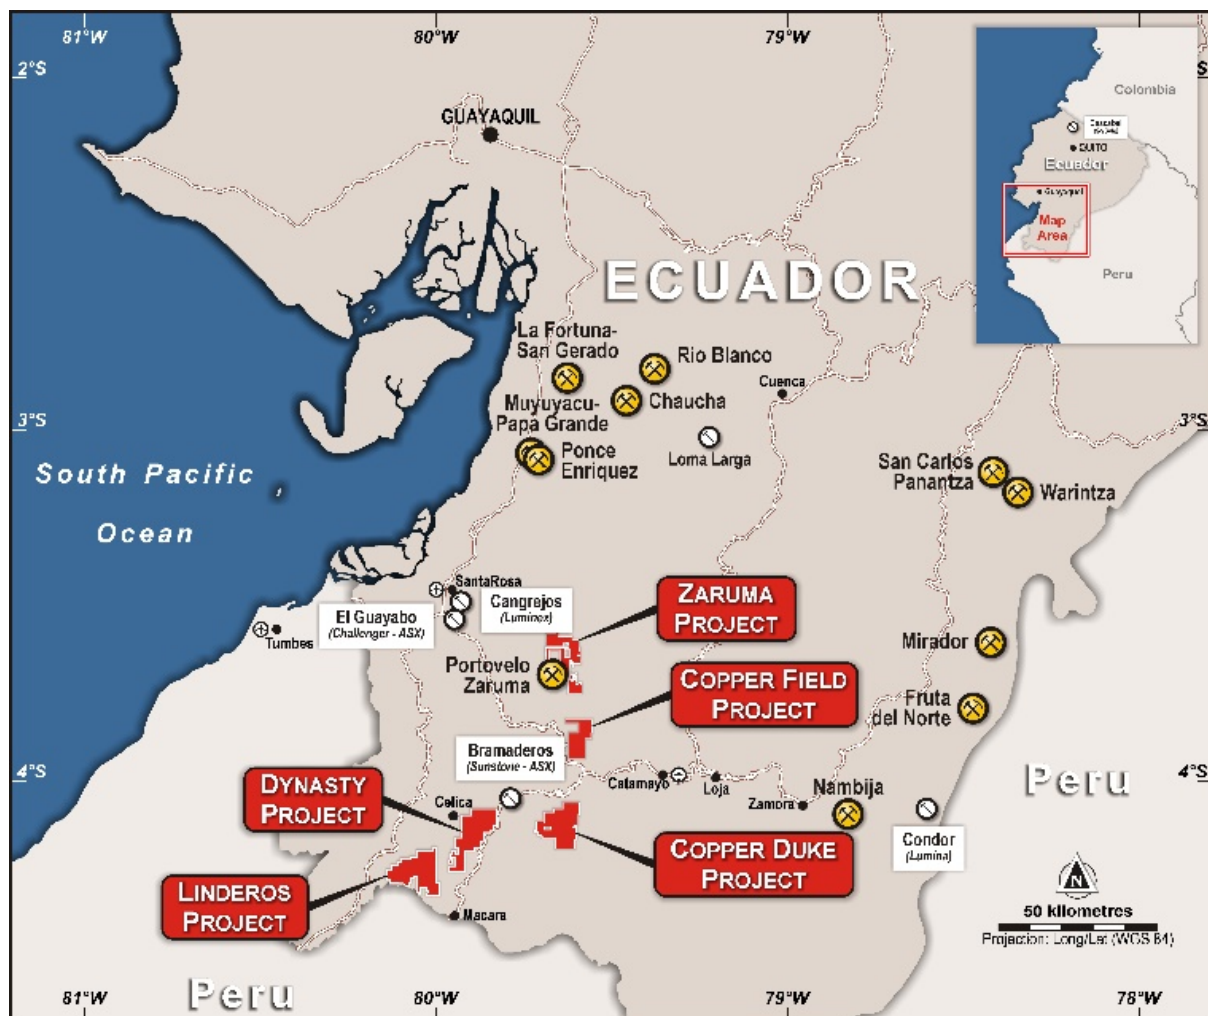 81°W
80°W
79°W
2°S
S
GUAYAQUIL
Colombia
QUITO
Ecuador
Guayaquil
Map
Area
Peru
ECUADOR
La Fortuna-
San Gerado
Rio Blanco
Cuenca
Chaucha
Muyuyacu-
Papa Grande
Ponce
Enriquez
Loma Larga
3°S
3°S
South Pacific
Ocean
San Carlos
Panantza
Warintza
SantaRosa
Cangrejos
(Luminex)
El Guayabo
(Challenger - ASX)
Tumbes
ZARUMA
PROJECT
Mirador
Portovelo
Zaruma
COPPER FIELD
PROJECT
Fruta
del Norte
Bramaderos
(Sunstone - ASX)
4°S
4°S
Peru
DYNASTY
PROJECT
Celica
Catamayo
Loja
Zamora
Nambija
Condor
(Lumina)
COPPER DUKE
PROJECT
LINDEROS
PROJECT
Macara
N
50 kilometres
Projection: Long/Lat (WGS 84)
Peru
81°W
80°W
79°W
78°W